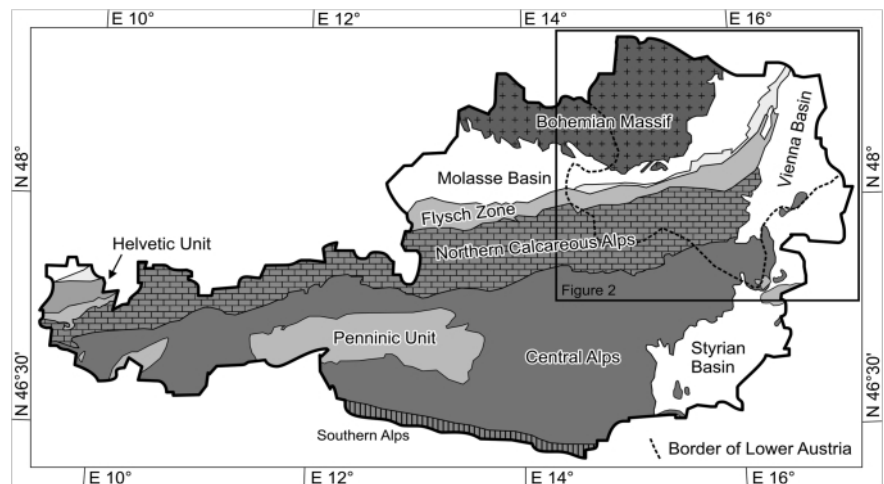 E 10°
E 12°
E 14°
E 16°
N 48°
N 48°
Bohemian Massif
Vienna Basin
Molasse Basin
Flysch Zone
Helvetic Unit
Northern Calcareous Alps
Figure 2
Penninic Unit
Central Alps
Styrian
Basin
N 46°30'
N 46°30'
Southern Alps
Border of Lower Austria
E 10°
E 12°
E 14°
E 16°